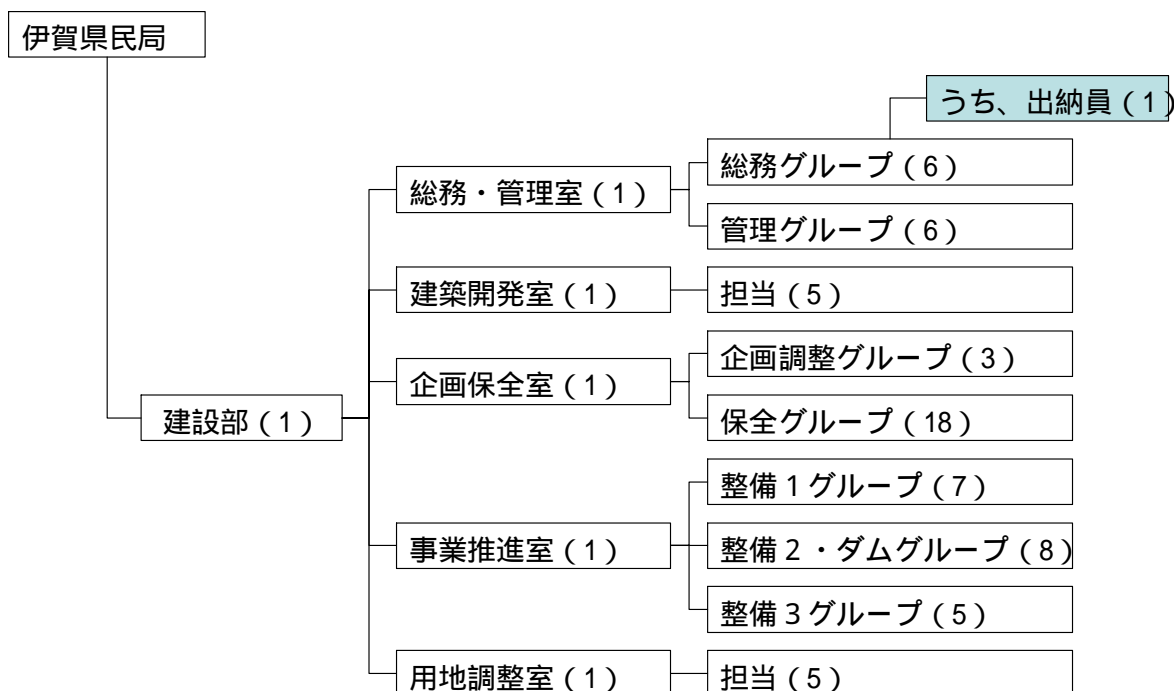 伊賀県民局
うち、出納員(1)
総務グループ(6)
総務・管理室(1)
管理グループ(6)
建築開発室(1)
担当(5)
企画調整グループ(3)
企画保全室(1)
保全グループ(18)
建設部(1)
整備1グループ(7)
事業推進室(1)
整備2・ダムグループ(8)
整備3グループ(5)
用地調整室(1)
担当(5)